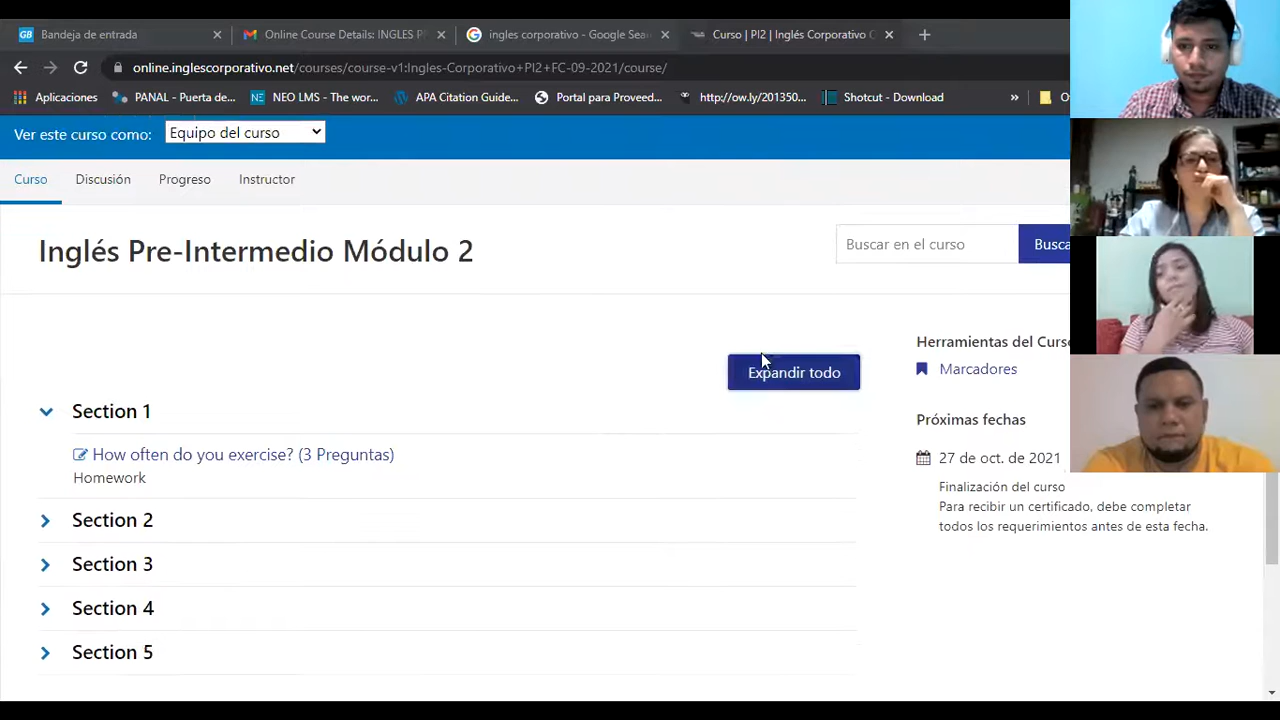 Bandeja de entrada
Online Course Details: INGLES P
ingles corporativo - Google Sea
Curso | PI2 | Inglés Corporativo C
online.inglescorporativo.net/courses/course-v1:Ingles-Corporativo+PI2+FC-09-2021/course/
Aplicaciones
PANAL - Puerta de...
NE NEO LMS - The wor...
APA Citation Guide...
Portal para Proveed...
http://ow.ly/201350...
Shotcut - Download
»
Ver este curso como: Equipo del curso
Curso
Discusión
Progreso
Instructor
Inglés Pre-Intermedio Módulo 2
Buscar en el curso
Busca
Expandir todo
Section 1
How often do you exercise? (3 Preguntas)
Homework
Section 2
Section 3
Section 4
Section 5
Herramientas del Curso
Marcadores
Próximas fechas
27 de oct. de 2021
Finalización del curso
Para recibir un certificado, debe completar
todos los requerimientos antes de esta fecha.